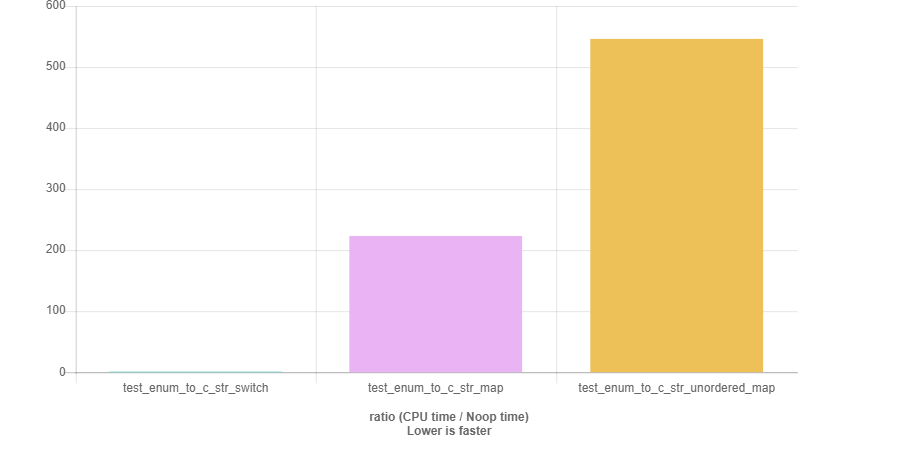 600
500
400
300
200
100
0
test_enum_to_c_str_switch test_enum_to_c_str_map test_enum_to_c_str_unordered_map
ratio (CPU time / Noop time)
Lower is faster